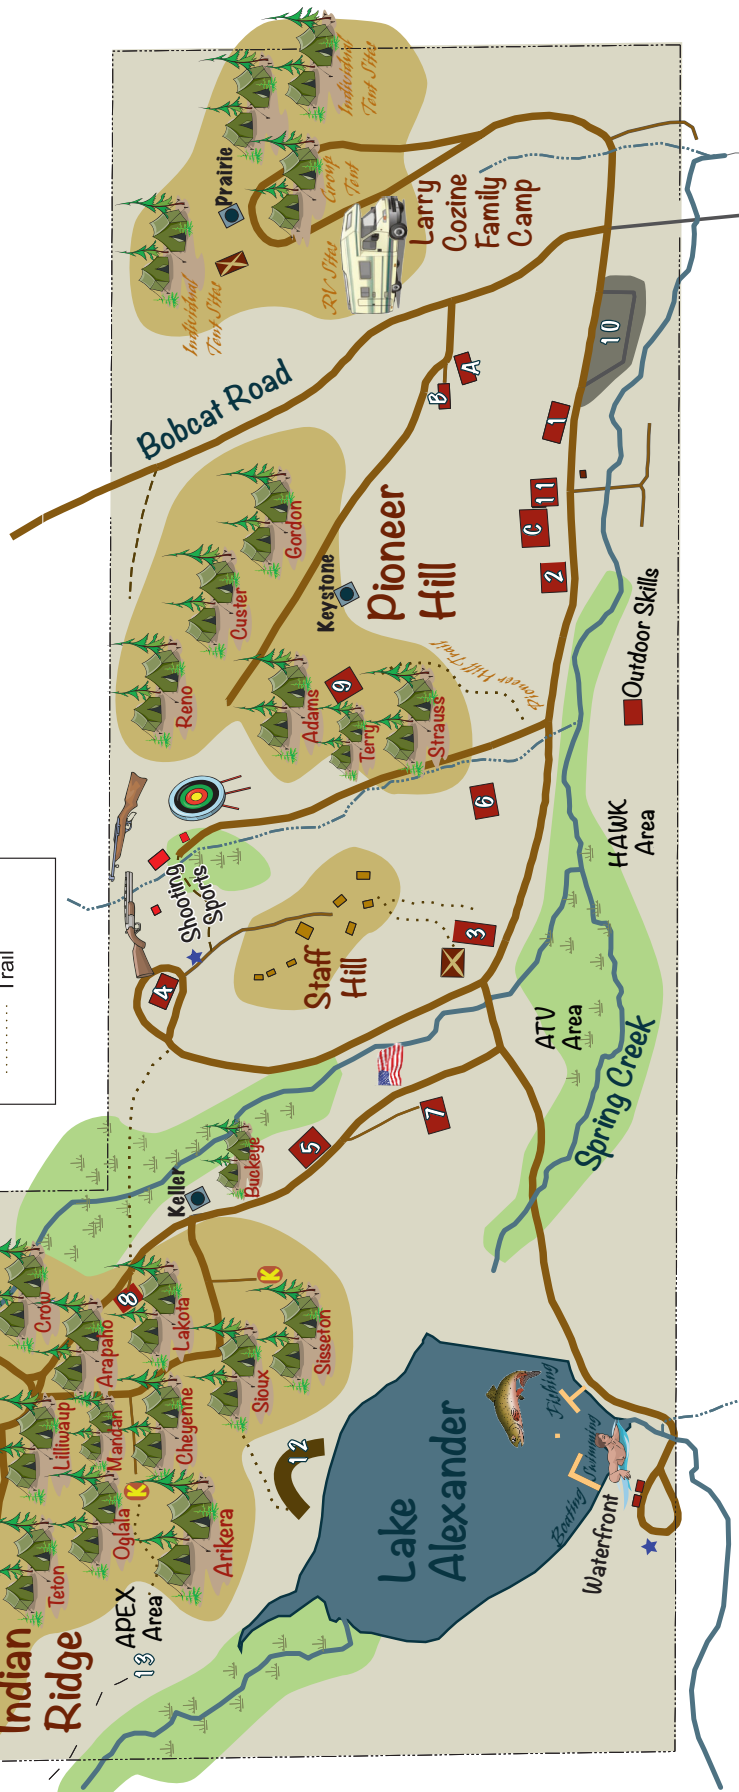 Individual
Tent Sites
Prairie
Group
Tent
Larry
Cozine
Family
Camp
RV Sites
Individual
Tent Sites
10
Bobcat Road
A
B
1
11
C
2
Gordon
Keystone
Pioneer
Hill
Custer
Reno
Adams
9
Terry
Strauss
Pioneer Hill Trail
Outdoor Skills
6
HAWK
Area
Shooting
Sports
3
4
Staff
Hill
Trail
ATV
Area
Spring Creek
7
5
Buckeye
Keller
K
8
Crow
Arapaho
Lakota
Sioux
Sisseton
Lilliwaup
Mandan
Cheyenne
12
K
Oglala
Arikera
Teton
APEX
Area
13
Indian
Ridge
Lake
Alexander
Fishing
Swimming
Boating
Waterfront